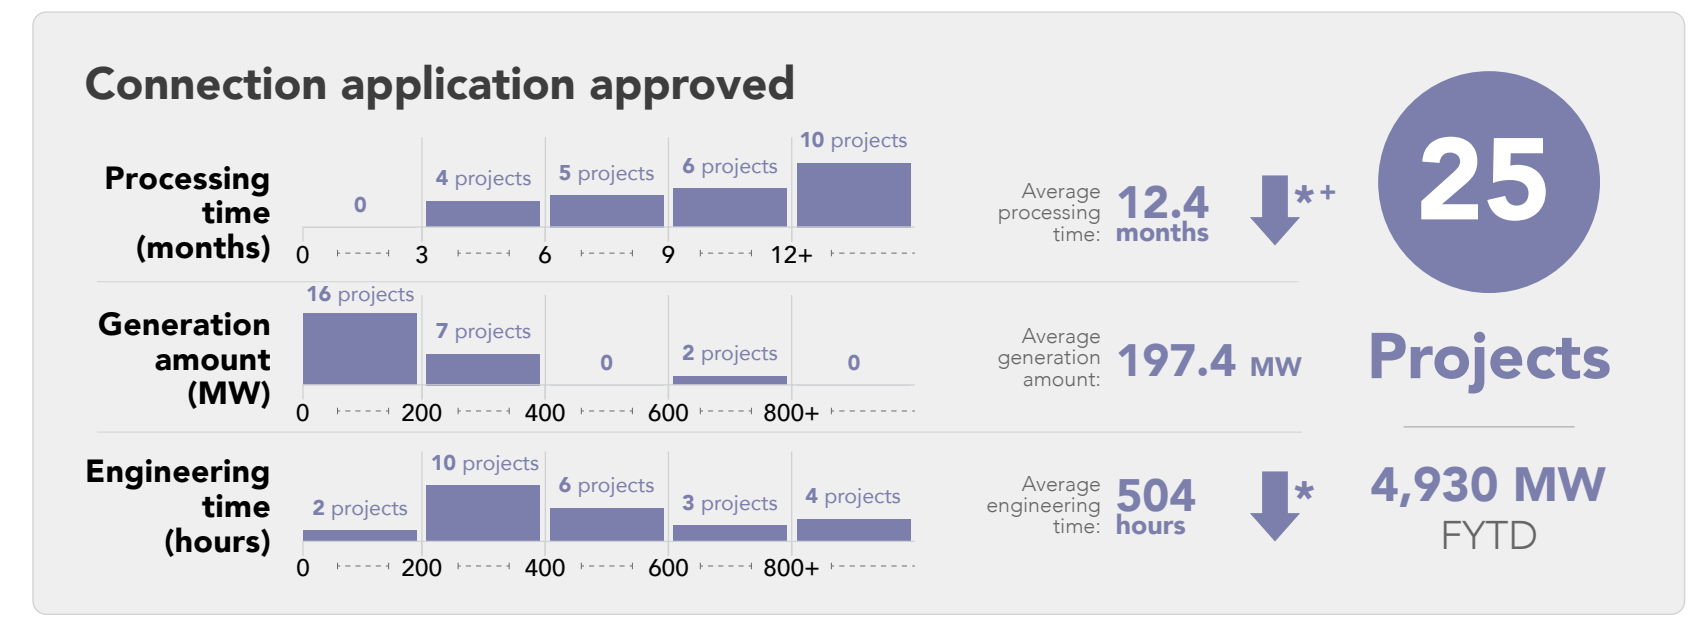 Connection application approved
Processing
time
(months)
0
4 projects
5 projects
6 projects
10 projects
0
3
6
9
12+
Average
processing
time:
12.4
months
*+
Generation
amount
(MW)
16 projects
7 projects
0
2 projects
0
0
200
400
600
800+
Average
generation
amount:
197.4 MW
Engineering
time
(hours)
2 projects
10 projects
6 projects
3 projects
4 projects
0
200
400
600
800+
Average
engineering
time:
504
hours
*
25
Projects
4,930 MW
FYTD